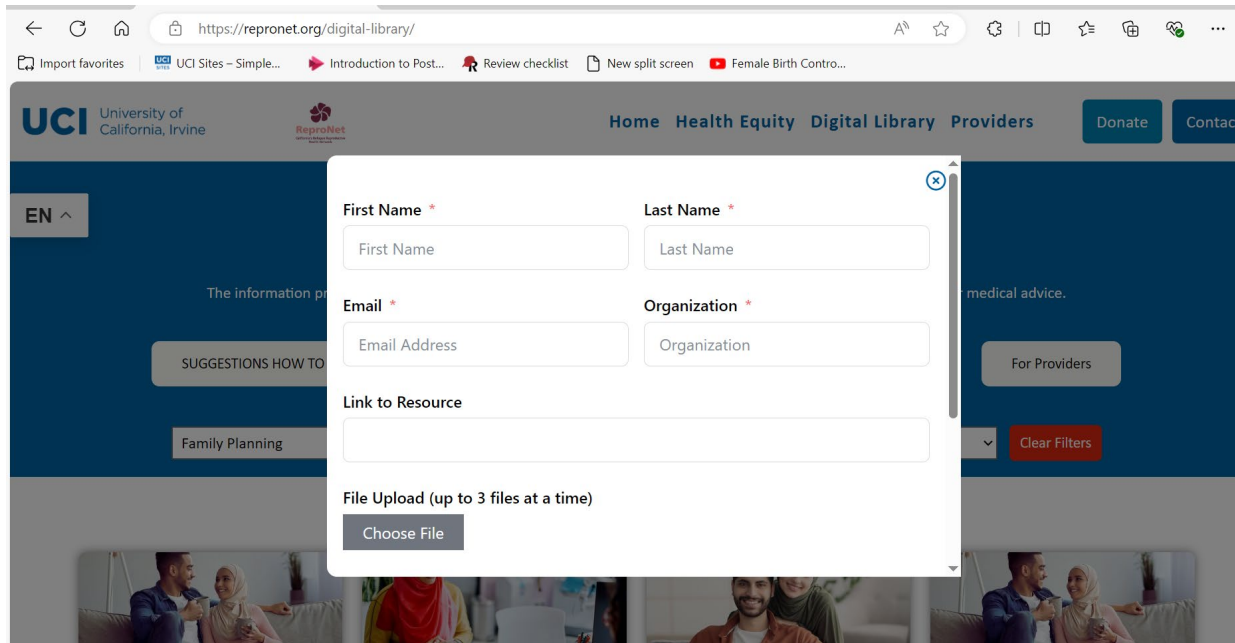 https://repronet.org/digital-library/
Import favorites UCI Sites – Simple... Introduction to Post... Review checklist New split screen Female Birth Contro...
UCI University of California, Irvine
ReproNet
Home Health Equity Digital Library Providers Donate Contac
EN
First Name * Last Name *
First Name Last Name
The information pr r medical advice.
Email * Organization *
Email Address Organization
SUGGESTIONS HOW TO For Providers
Link to Resource
Family Planning Clear Filters
File Upload (up to 3 files at a time)
Choose File